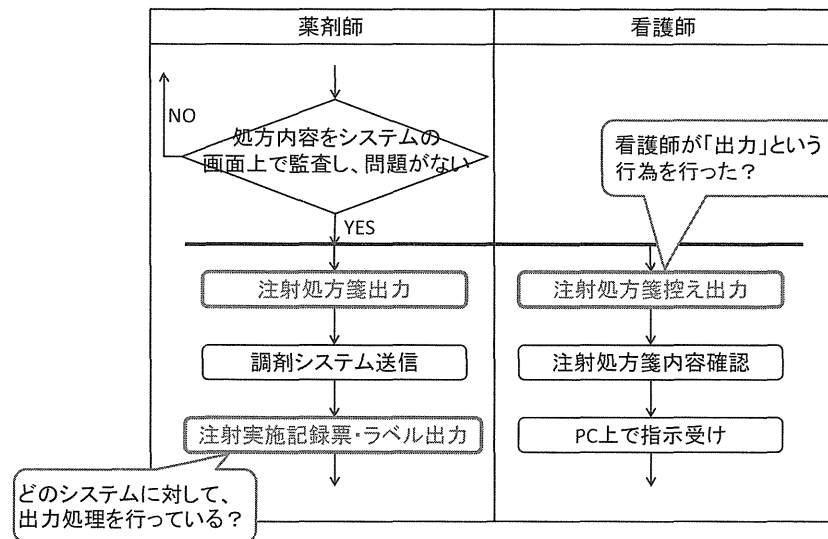 薬剤師
看護師
NO
処方内容をシステムの
画面上で監査し、問題がない
YES
看護師が「出力」という
行為を行った？
注射処方箋出力
注射処方箋控え出力
調剤システム送信
注射処方箋内容確認
注射実施記録票・ラベル出力
PC上で指示受け
どのシステムに対して、
出力処理を行っている？